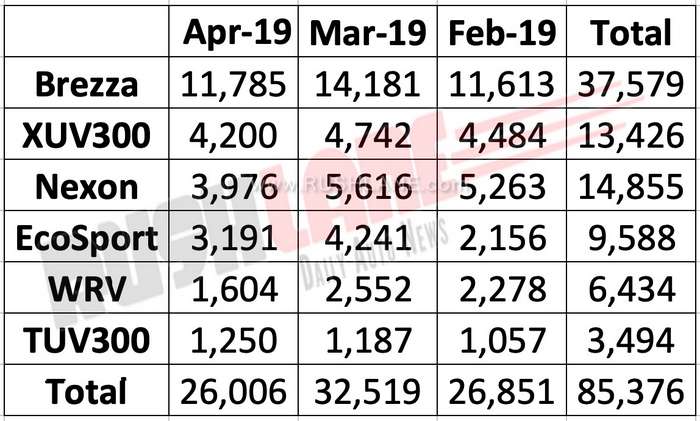 Apr-19 Mar-19 Feb-19 Total
Brezza 11,785 14,181 11,613 37,579
XUV300 4,200 4,742 4,484 13,426
Nexon 3,976 5,616 5,263 14,855
EcoSport 3,191 4,241 2,156 9,588
WRV 1,604 2,552 2,278 6,434
TUV300 1,250 1,187 1,057 3,494
Total 26,006 32,519 26,851 85,376
RUSHLANE
www.RUSHLANE.com
DAILY AUTO NEWS